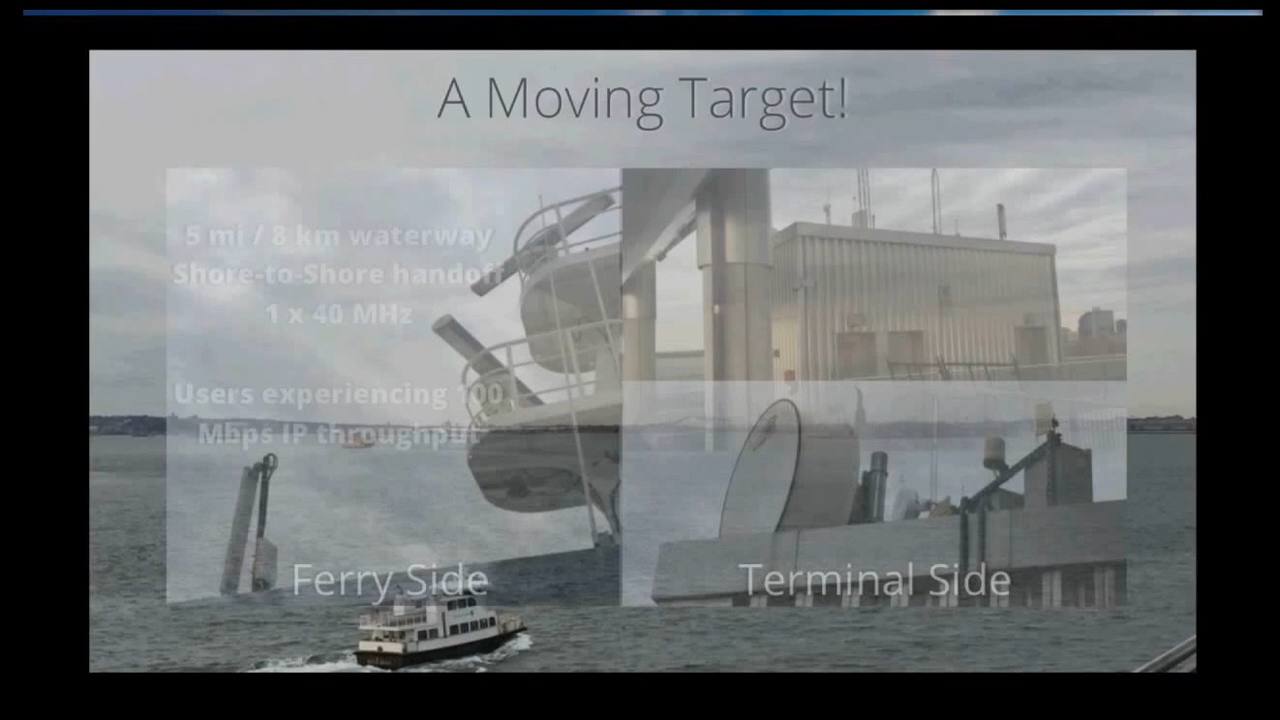 A Moving Target!
5 mi / 8 km waterway
Shore-to-Shore handoff
1 x 40 MHz
Users experiencing 100
Mbps IP throughput
Ferry Side
Terminal Side